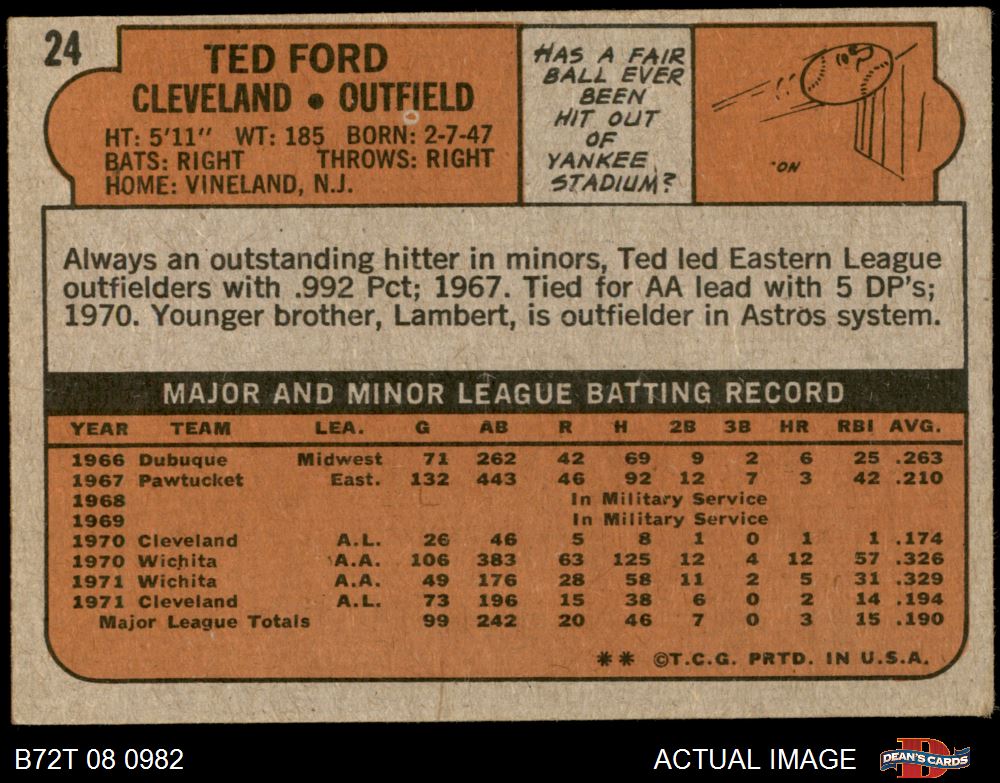 24
TED FORD
CLEVELAND • OUTFIELD
HT: 5'11" WT: 185 BORN: 2-7-47
BATS: RIGHT THROWS: RIGHT
HOME: VINELAND, N.J.
HAS A FAIR
BALL EVER
BEEN
HIT OUT
OF
YANKEE
STADIUM?
"ON
Always an outstanding hitter in minors, Ted led Eastern League
outfielders with .992 Pct; 1967. Tied for AA lead with 5 DP's;
1970. Younger brother, Lambert, is outfielder in Astros system.
MAJOR AND MINOR LEAGUE BATTING RECORD
YEAR TEAM LEA. G AB R H 2B 3B HR RBI AVG.
1966 Dubuque Midwest 71 262 42 69 9 2 6 25 .263
1967 Pawtucket East. 132 443 46 92 12 7 3 42 .210
1968 In Military Service
1969 In Military Service
1970 Cleveland A.L. 26 46 5 8 1 0 1 1 .174
1970 Wichita A.A. 106 383 63 125 12 4 12 57 .326
1971 Wichita A.A. 49 176 28 58 11 2 5 31 .329
1971 Cleveland A.L. 73 196 15 38 6 0 2 14 .194
Major League Totals 99 242 20 46 7 0 3 15 .190
** ©T.C.G. PRTD. IN U.S.A.
B72T 08 0982
ACTUAL IMAGE
DEAN'S CARDS